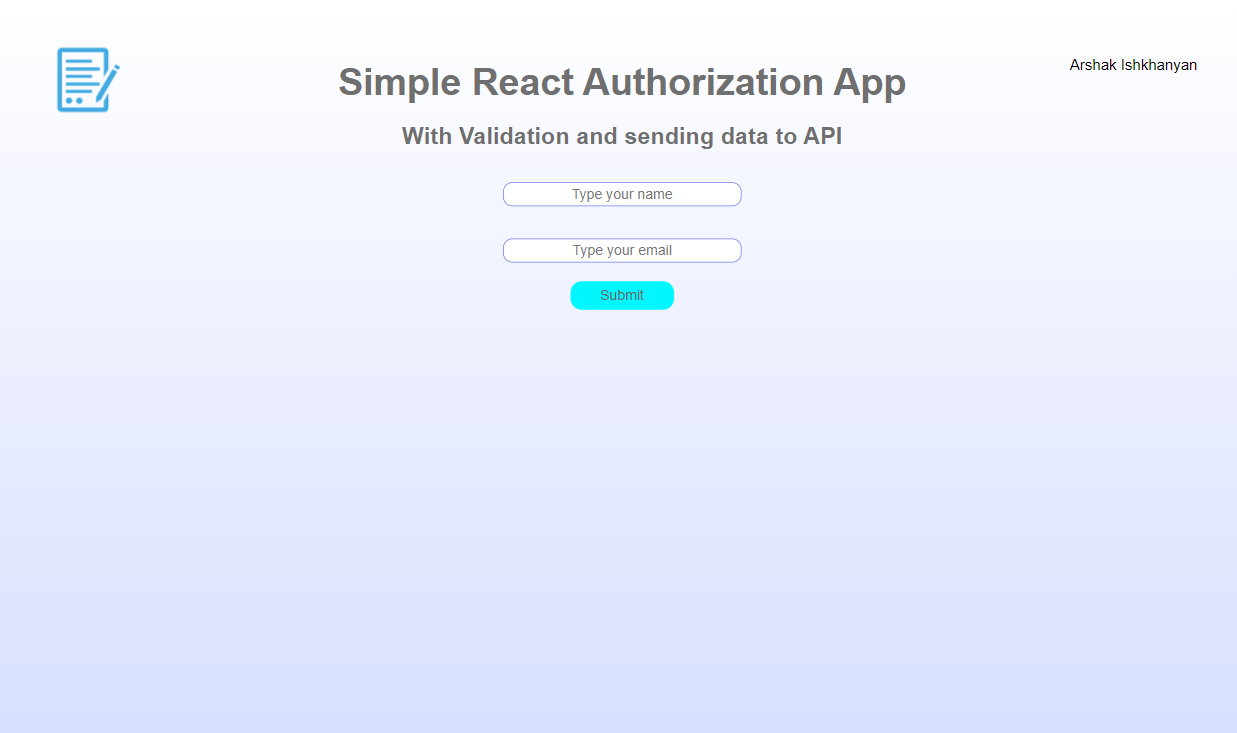 Simple React Authorization App
Arshak Ishkhanyan
With Validation and sending data to API
Type your name
Type your email
Submit